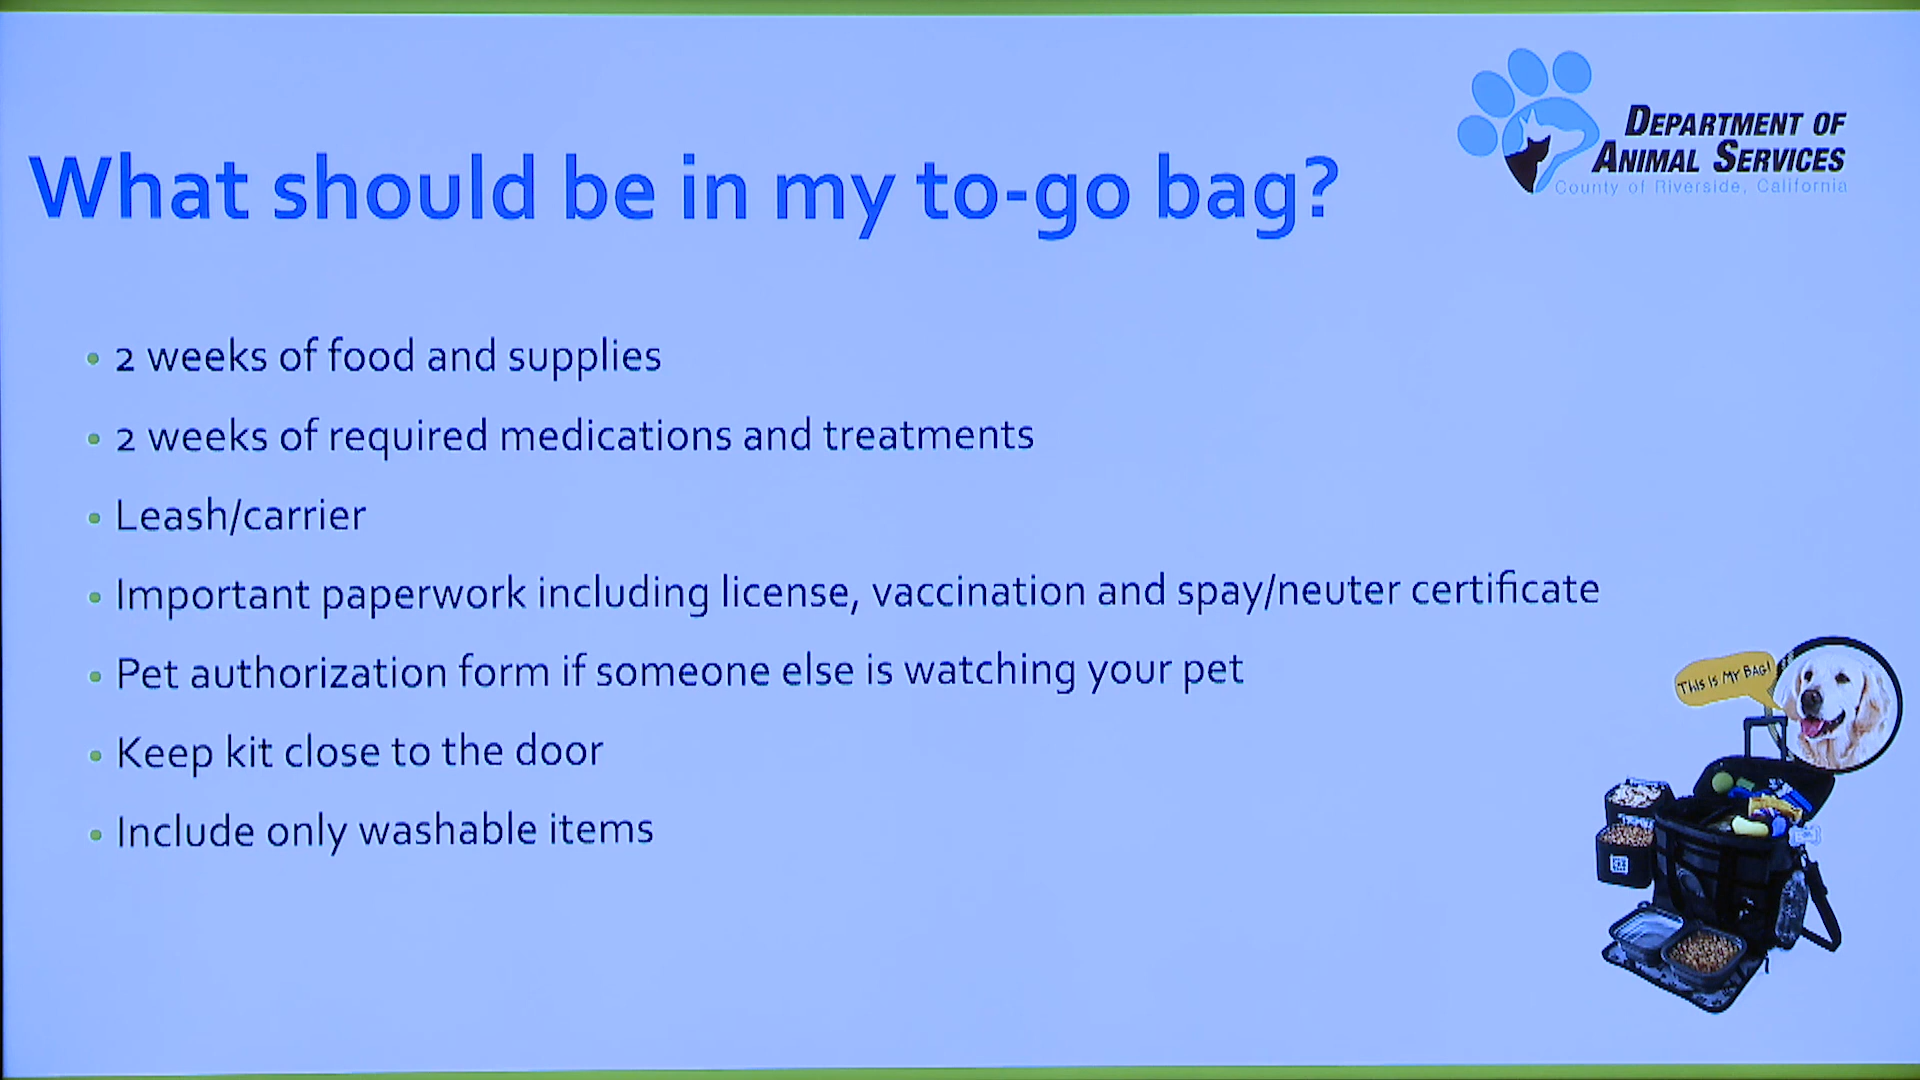 DEPARTMENT OF
ANIMAL SERVICES
County of Riverside, California
What should be in my to-go bag?
• 2 weeks of food and supplies
• 2 weeks of required medications and treatments
• Leash/carrier
• Important paperwork including license, vaccination and spay/neuter certificate
• Pet authorization form if someone else is watching your pet
• Keep kit close to the door
• Include only washable items
THIS IS MY BAG!